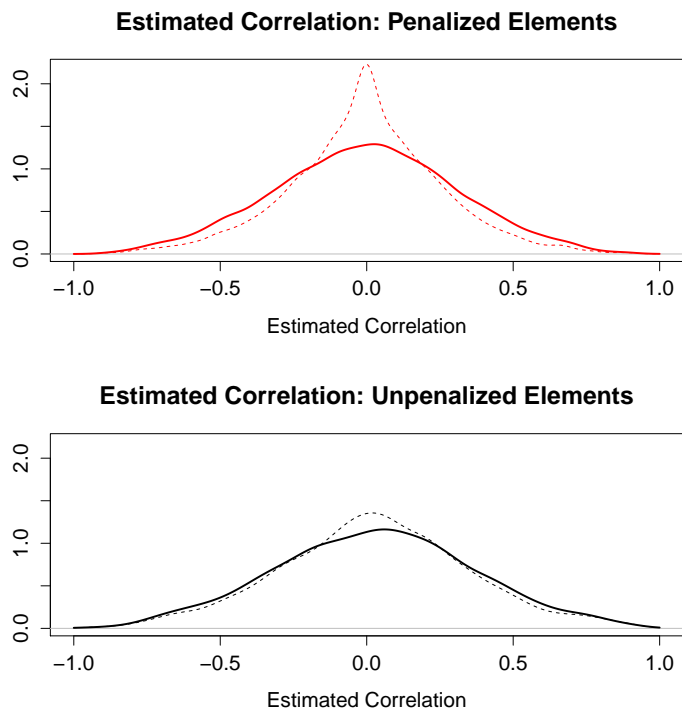 Estimated Correlation: Penalized Elements
2.0
1.0
0.0
−1.0 −0.5 0.0 0.5 1.0
Estimated Correlation
Estimated Correlation: Unpenalized Elements
2.0
1.0
0.0
−1.0 −0.5 0.0 0.5 1.0
Estimated Correlation